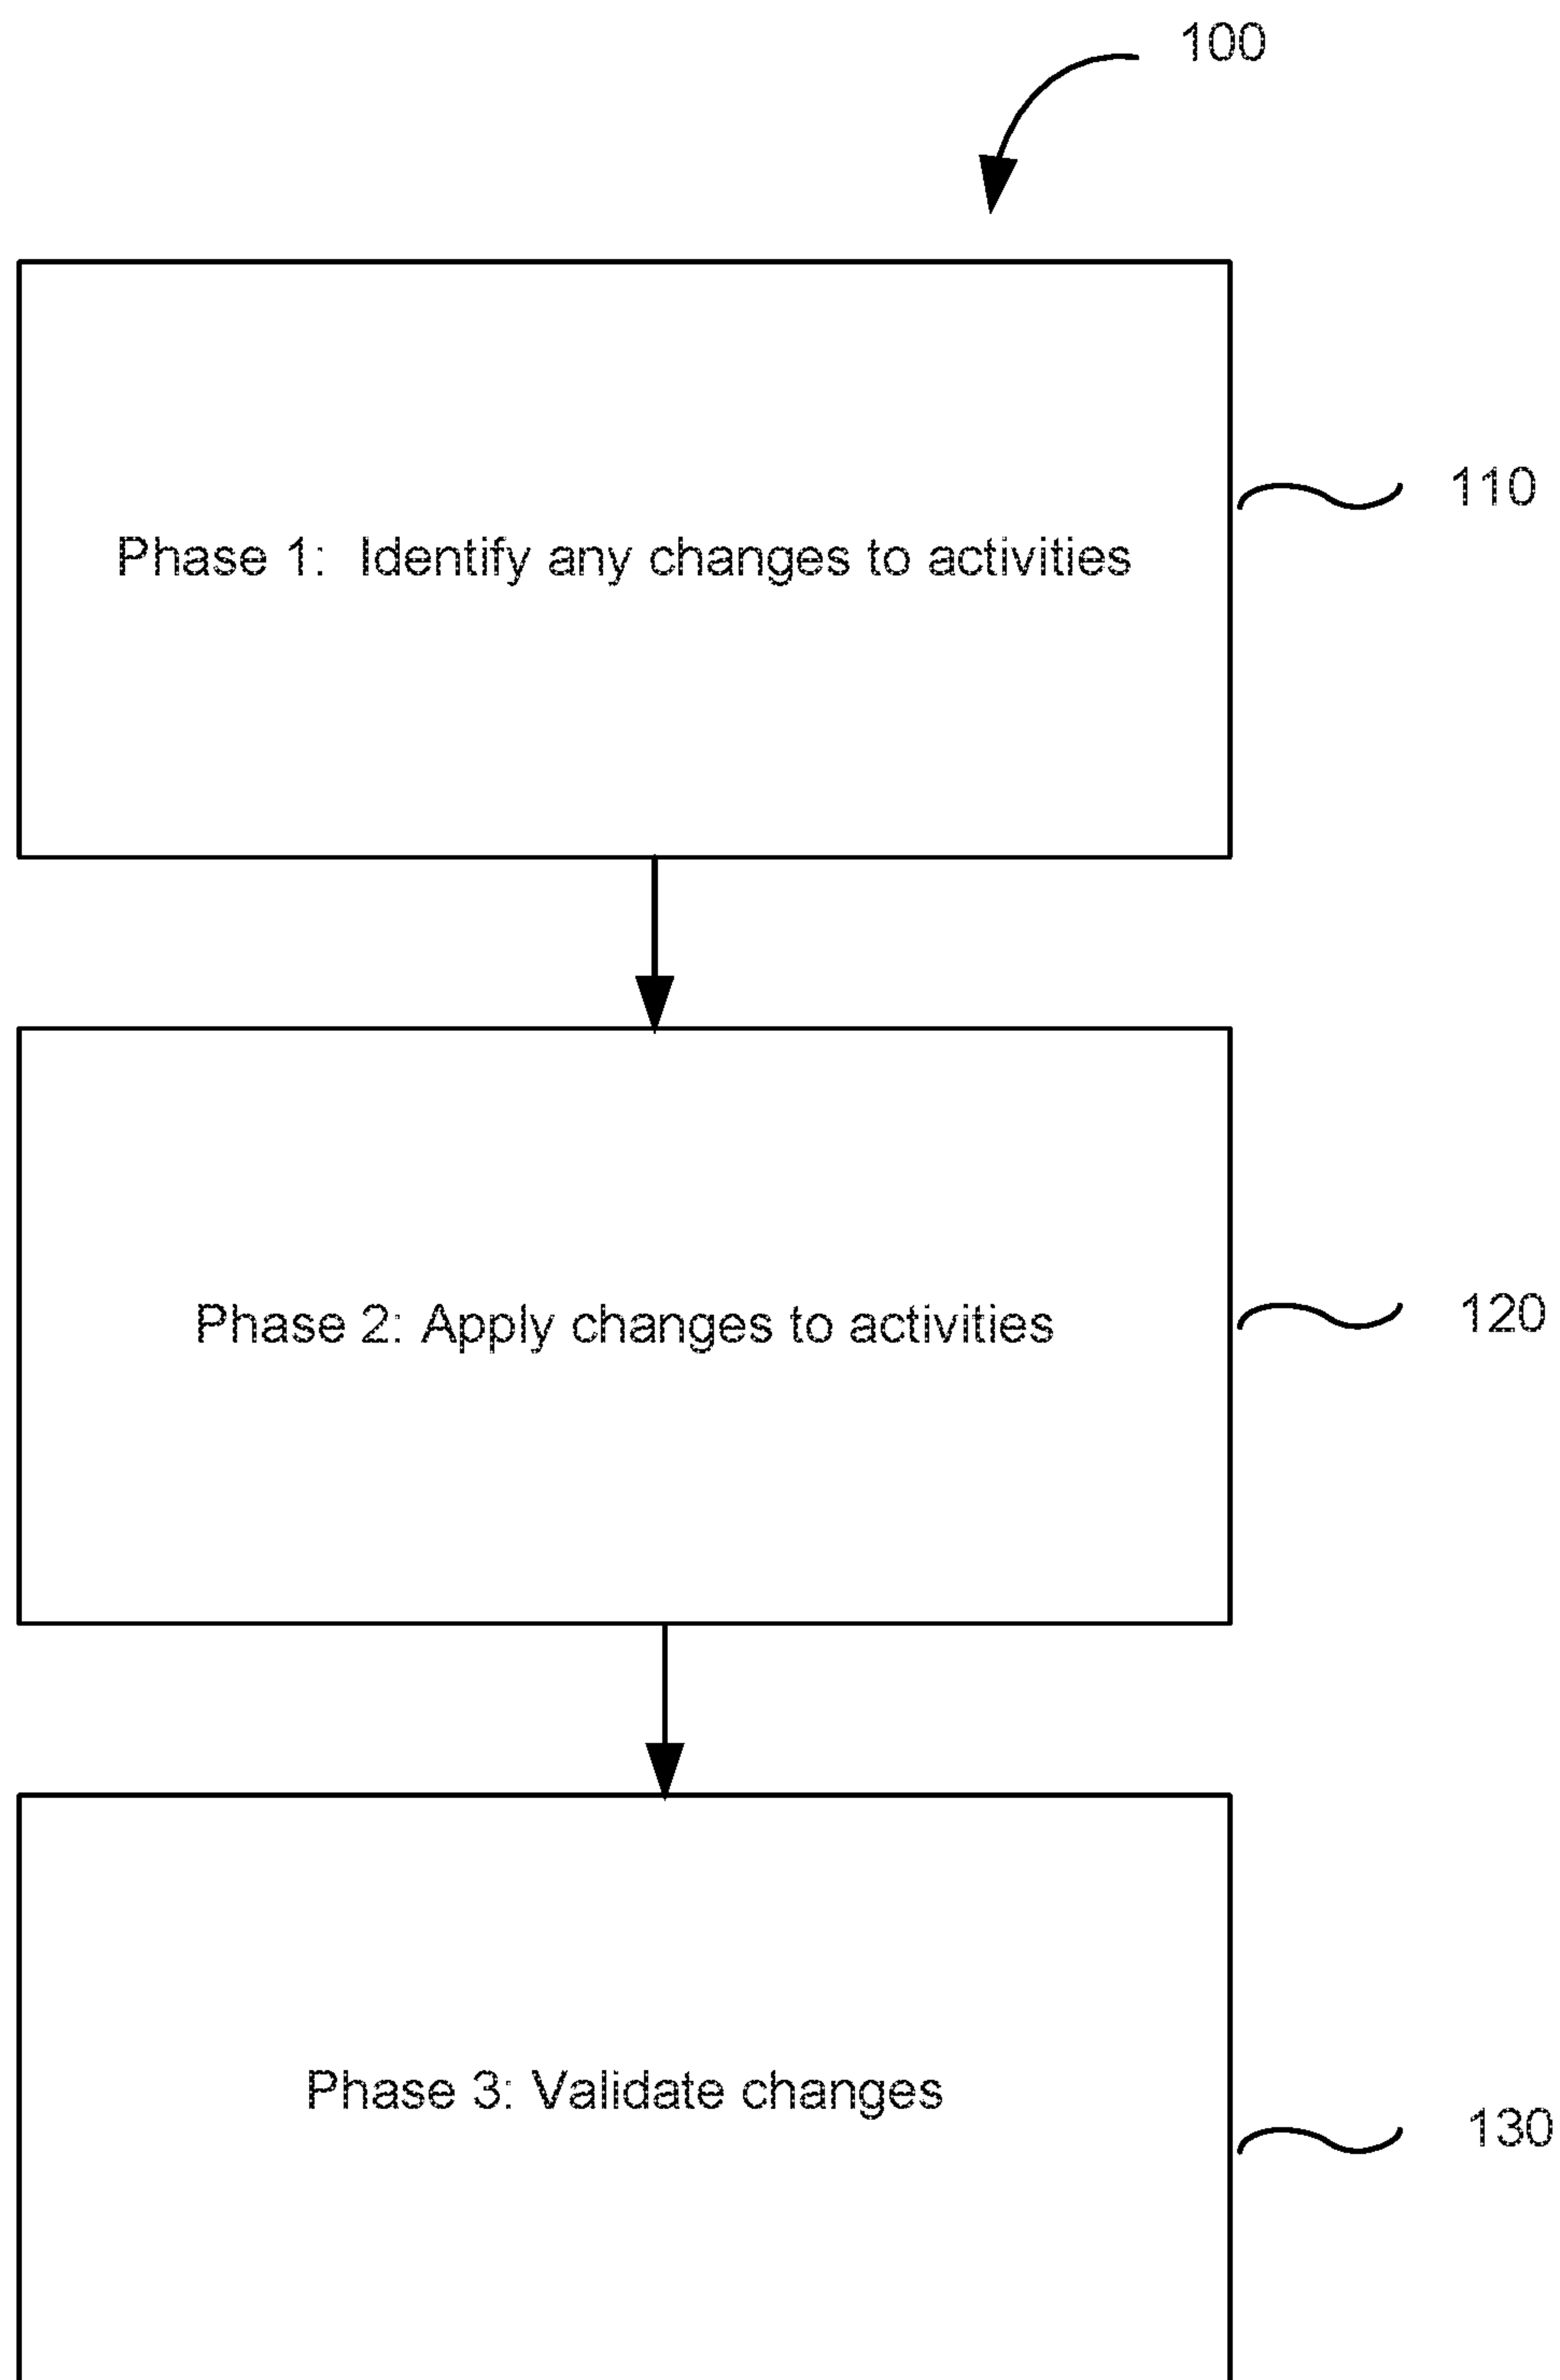 100
Phase 1: Identify any changes to activities
110
Phase 2: Apply changes to activities
120
Phase 3: Validate changes
130